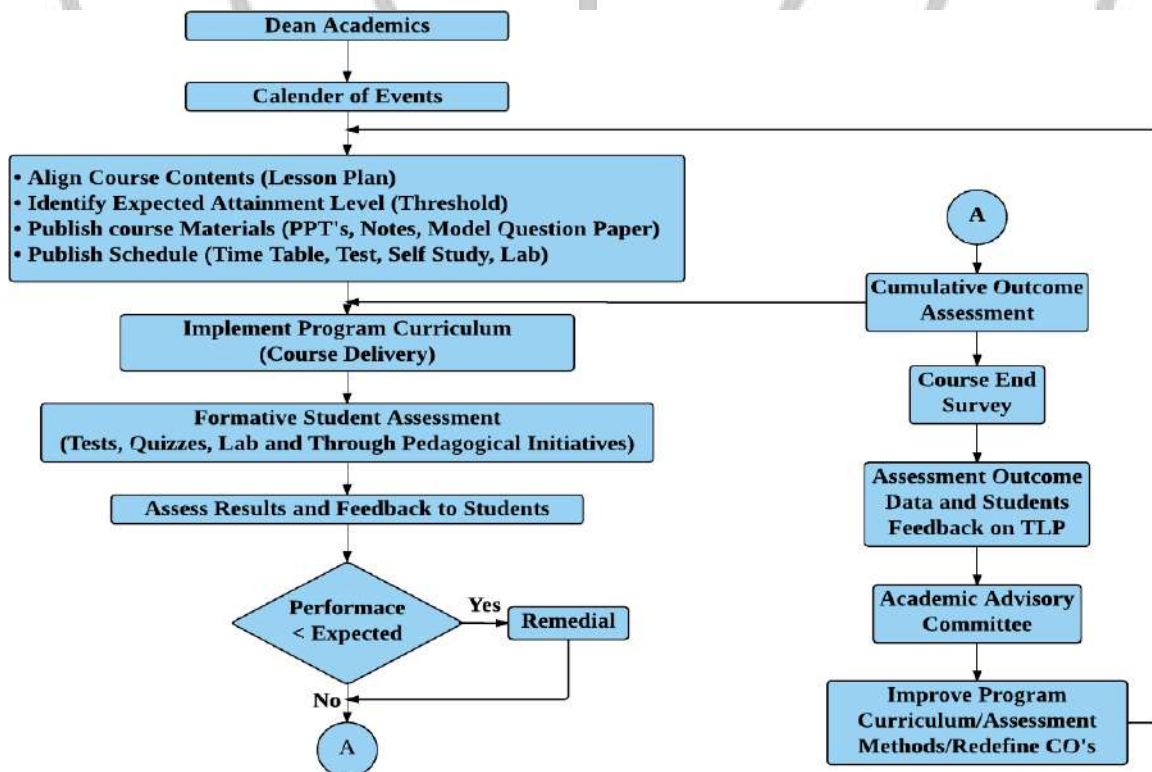 Dean Academics
Calender of Events
• Align Course Contents (Lesson Plan)
• Identify Expected Attainment Level (Threshold)
• Publish course Materials (PPT's, Notes, Model Question Paper)
• Publish Schedule (Time Table, Test, Self Study, Lab)
Implement Program Curriculum
(Course Delivery)
Formative Student Assessment
(Tests, Quizzes, Lab and Through Pedagogical Initiatives)
Assess Results and Feedback to Students
Performace
< Expected
Yes
Remedial
No
A
A
Cumulative Outcome
Assessment
Course End
Survey
Assessment Outcome
Data and Students
Feedback on TLP
Academic Advisory
Committee
Improve Program
Curriculum/Assessment
Methods/Redefine CO's